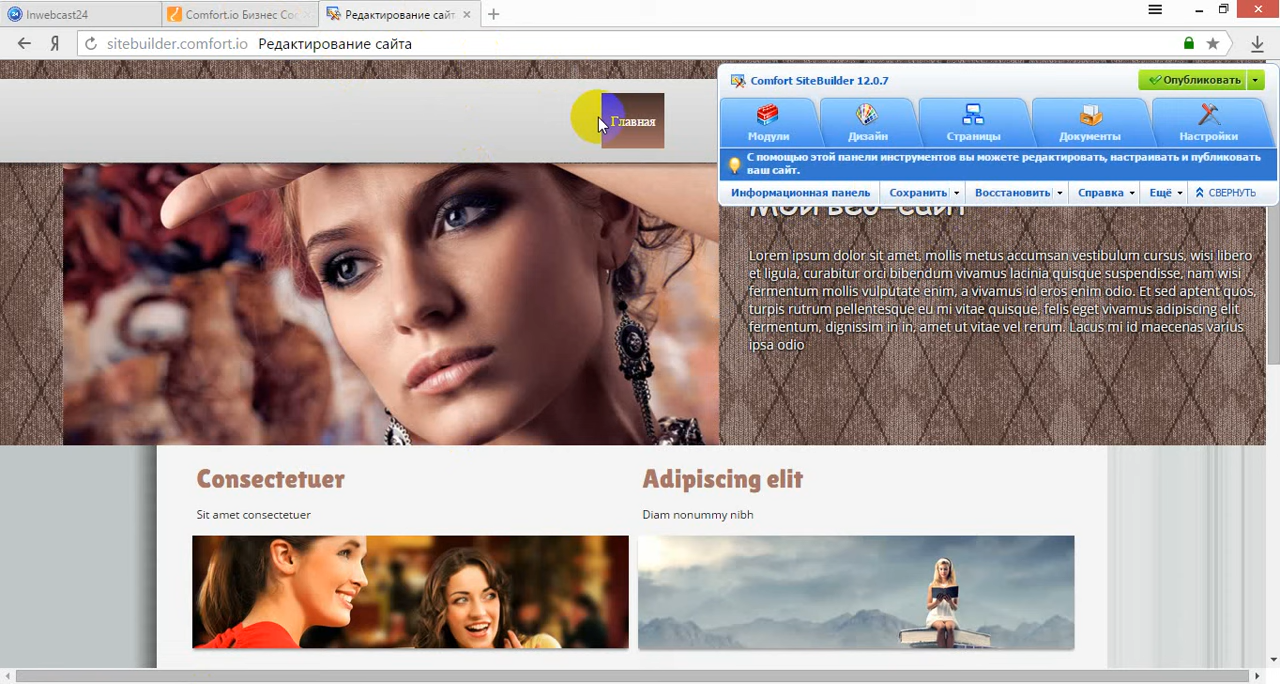 Inwebcast24
Comfort.io Бизнес Сос
Редактирование сайт
sitebuilder.comfort.io Редактирование сайта
Comfort SiteBuilder 12.0.7
Опубликовать
Главная
Модули
Дизайн
Страницы
Документы
Настройки
С помощью этой панели инструментов вы можете редактировать, настраивать и публиковать
ваш сайт.
Информационная панель
Сохранить
Восстановить
Справка
Ещё
СВЕРНУТЬ
Мой веб-сайт
Lorem ipsum dolor sit amet, mollis metus accumsan vestibulum cursus, wisi libero
et ligula, curabitur orci bibendum vivamus lacinia quisque suspendisse, nam wisi
fermentum mollis vulputate enim, a vivamus id eros enim odio. Et sed aptent quos,
turpis rutrum pellentesque eu mi vitae quisque, felis eget vivamus adipiscing elit
fermentum, dignissim in in, amet ut vitae vel rerum. Lacus mi id maecenas varius
ipsa odio
Consectetuer
Adipiscing elit
Sit amet consectetuer
Diam nonummy nibh